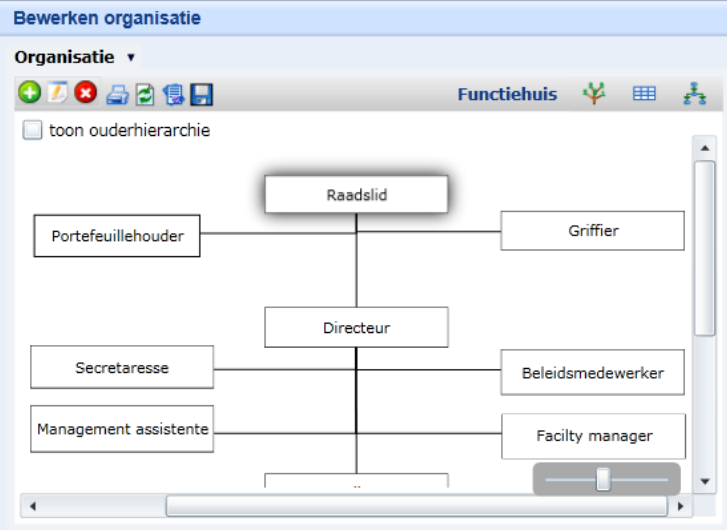 Bewerken organisatie
Organisatie
Functiehuis
toon ouderhierarchie
Raadslid
Portefeuillehouder
Griffier
Directeur
Secretaresse
Beleidsmedewerker
Management assistente
Facilty manager